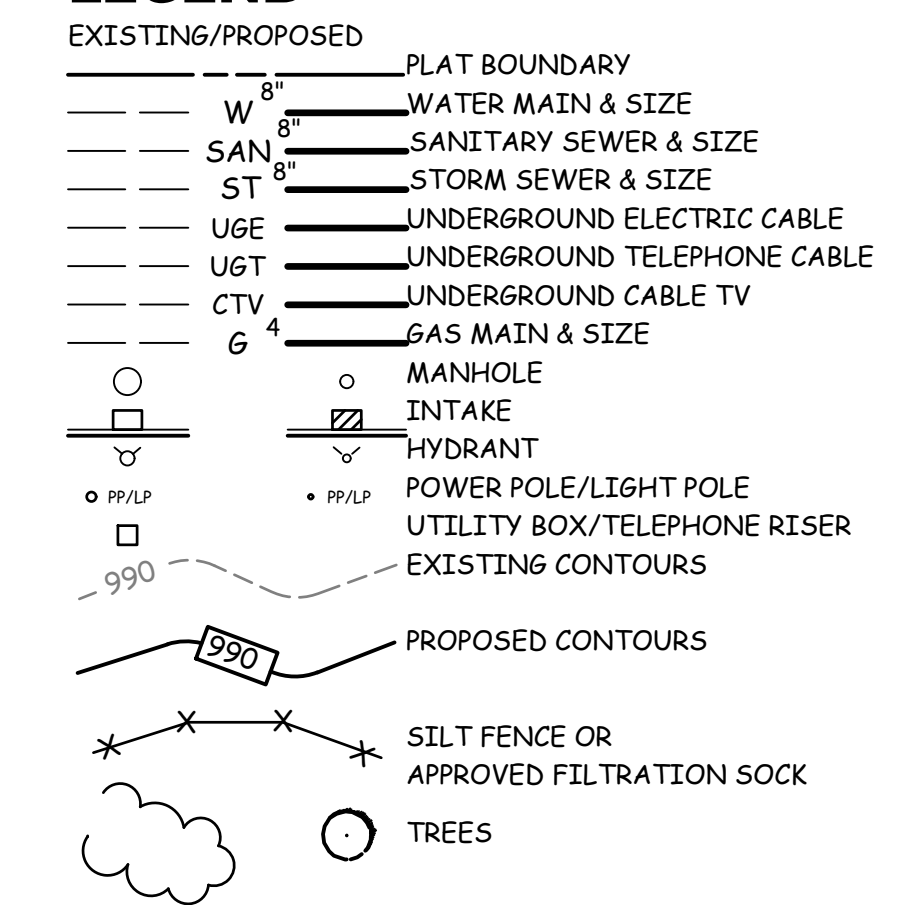 LEGEND
EXISTING/PROPOSED
PLAT BOUNDARY
W 8" WATER MAIN & SIZE
SAN 8" SANITARY SEWER & SIZE
ST 8" STORM SEWER & SIZE
UGE UNDERGROUND ELECTRIC CABLE
UGT UNDERGROUND TELEPHONE CABLE
CTV UNDERGROUND CABLE TV
G 4 GAS MAIN & SIZE
MANHOLE
INTAKE
HYDRANT
PP/LP PP/LP POWER POLE/LIGHT POLE
UTILITY BOX/TELEPHONE RISER
990 EXISTING CONTOURS
990 PROPOSED CONTOURS
SILT FENCE OR
APPROVED FILTRATION SOCK
TREES